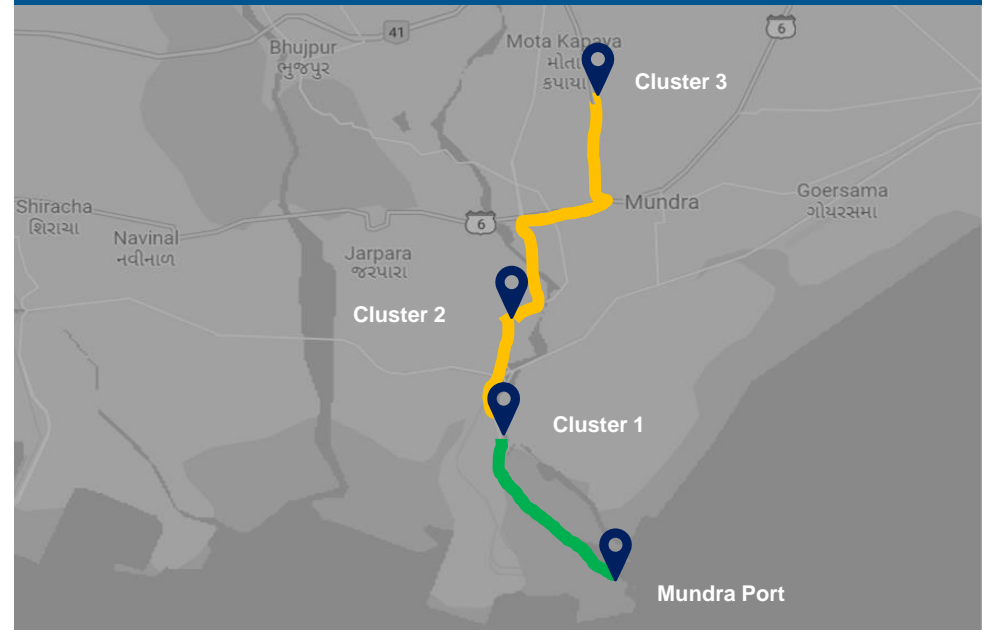 41
6
Bhujpur
ભુજપુર
Mota Kapaya
મોતા
કપાયા
Cluster 3
Shiracha
શિરાચા
Navinal
નવીનાળ
6
Mundra
Goersama
ગોયરસમા
Jarpara
જરપારા
Cluster 2
Cluster 1
Mundra Port